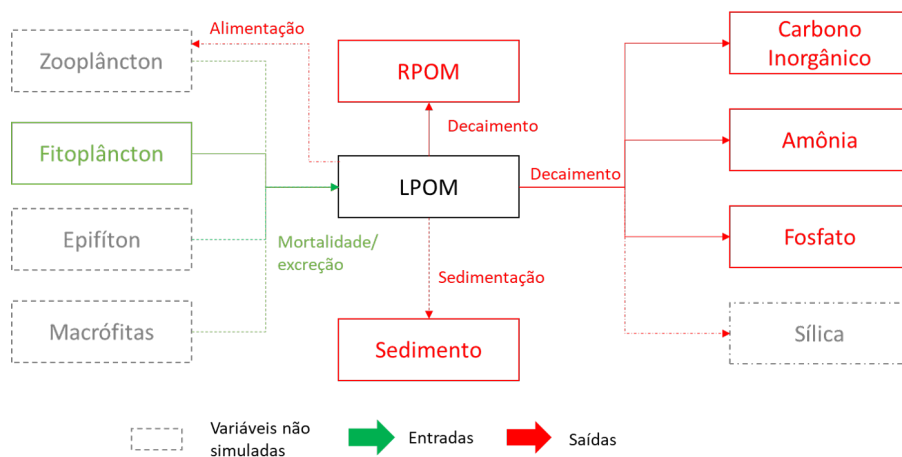 Alimentação
Zooplâncton
RPOM
Carbono
Inorgânico
Decaimento
Fitoplâncton
LPOM
Decaimento
Amônia
Epifíton
Mortalidade/
excreção
Fosfato
Sedimentação
Macrófitas
Sedimento
Sílica
Variáveis não
simuladas
Entradas
Saídas